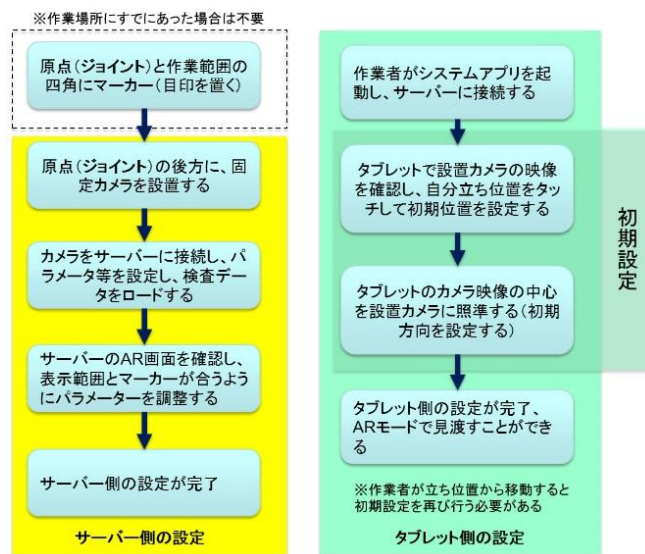 ※作業場所にすでにあった場合は不要
原点(ジョイント)と作業範囲の
四角にマーカー(目印を置く)
原点(ジョイント)の後方に、固
定カメラを設置する
カメラをサーバーに接続し、パ
ラメータ等を設定し、検査デー
タをロードする
サーバーのAR画面を確認し、
表示範囲とマーカーが合うよう
にパラメーターを調整する
サーバー側の設定が完了
サーバー側の設定
作業者がシステムアプリを起
動し、サーバーに接続する
タブレットで設置カメラの映像
を確認し、自分立ち位置をタッ
チして初期位置を設定する
タブレットのカメラ映像の中心
を設置カメラに照準する(初期
方向を設定する)
初期設定
タブレット側の設定が完了、
ARモードで見渡すことができ
る
※作業者が立ち位置から移動すると
初期設定を再び行う必要がある
タブレット側の設定